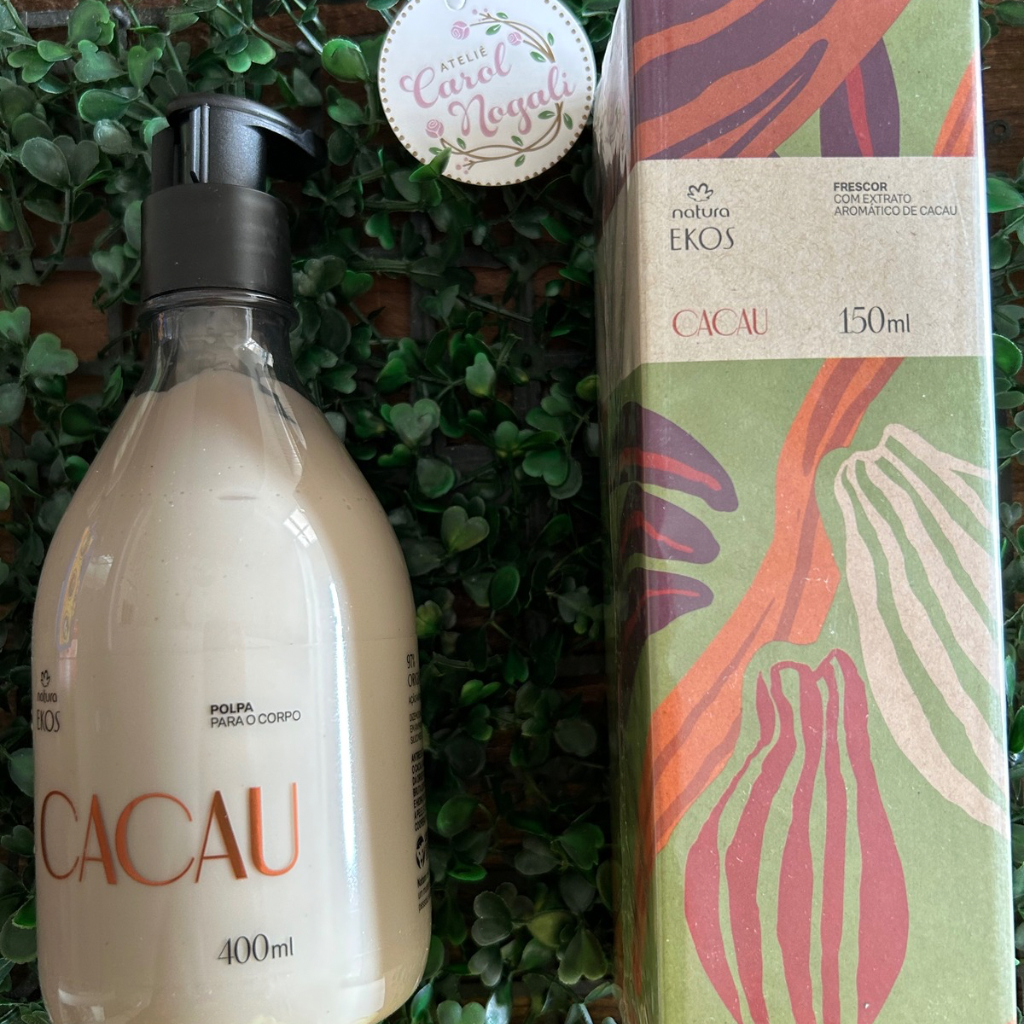 ATELIÊ
Carol
Nogali
natura
EKOS
FRESCOR
COM EXTRATO
AROMÁTICO DE CACAU
CACAU
150ml
natura
EKOS
POLPA
PARA O CORPO
CACAU
400ml
97%